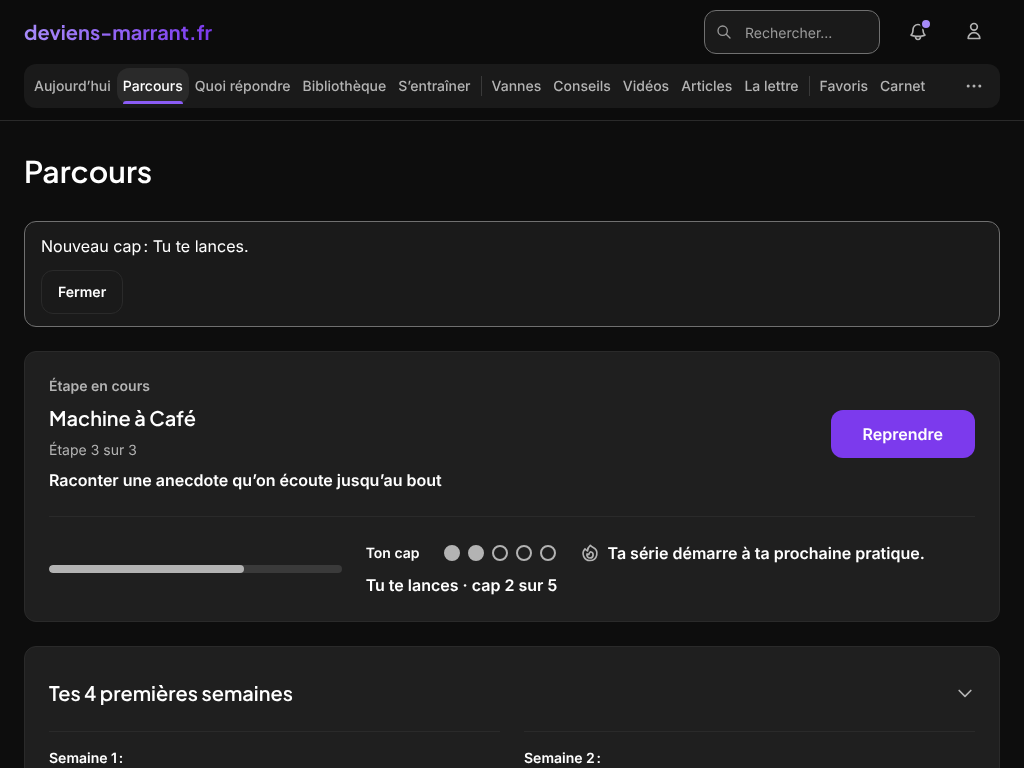 deviens-marrant.fr
Rechercher...
Aujourd’hui Parcours Quoi répondre Bibliothèque S’entraîner Vannes Conseils Vidéos Articles La lettre Favoris Carnet
Parcours
Nouveau cap : Tu te lances.
Fermer
Étape en cours
Machine à Café
Étape 3 sur 3
Raconter une anecdote qu’on écoute jusqu’au bout
Reprendre
Ton cap
Tu te lances · cap 2 sur 5
Ta série démarre à ta prochaine pratique.
Tes 4 premières semaines
Semaine 1 :
Semaine 2 :